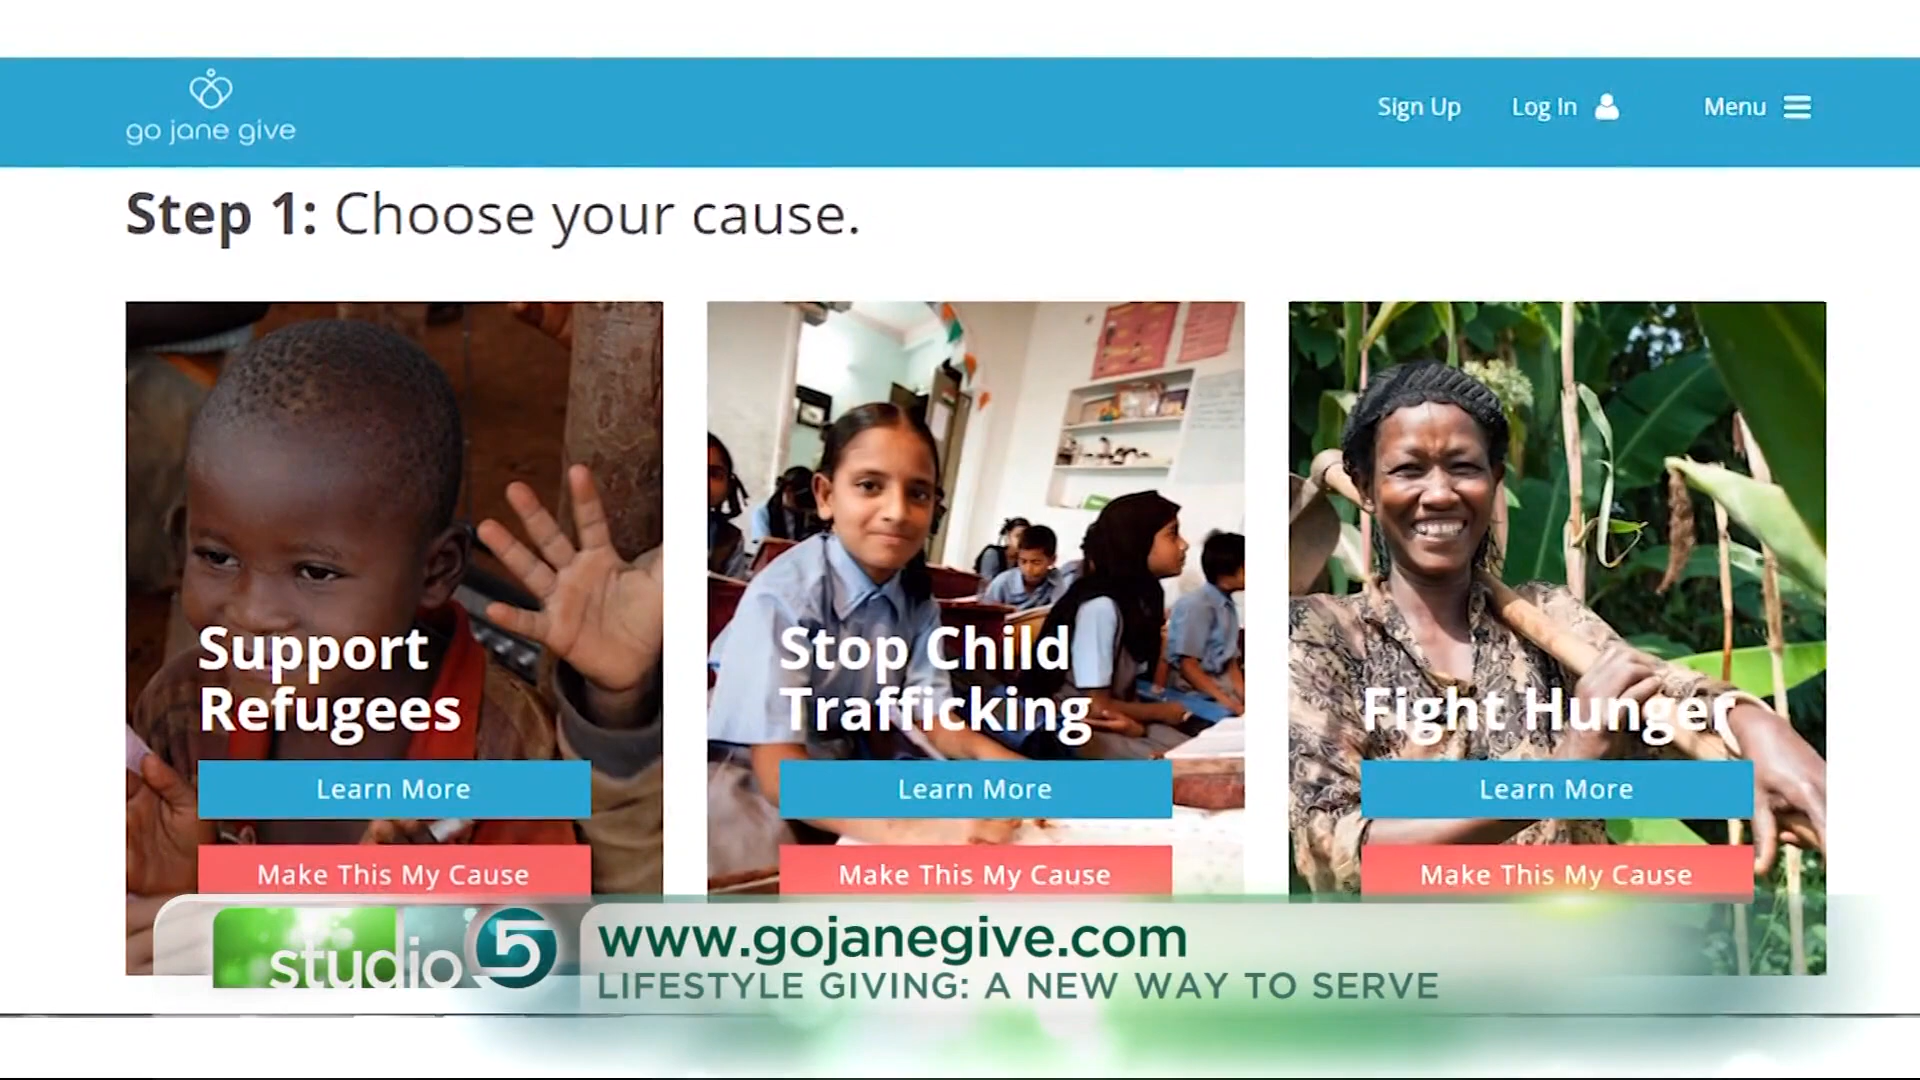 go jane give
Sign Up
Log In
Menu
Step 1: Choose your cause.
Support
Refugees
Learn More
Make This My Cause
Stop Child
Trafficking
Learn More
Make This My Cause
Fight Hunger
Learn More
Make This My Cause
studio 5
www.gojanegive.com
LIFESTYLE GIVING: A NEW WAY TO SERVE